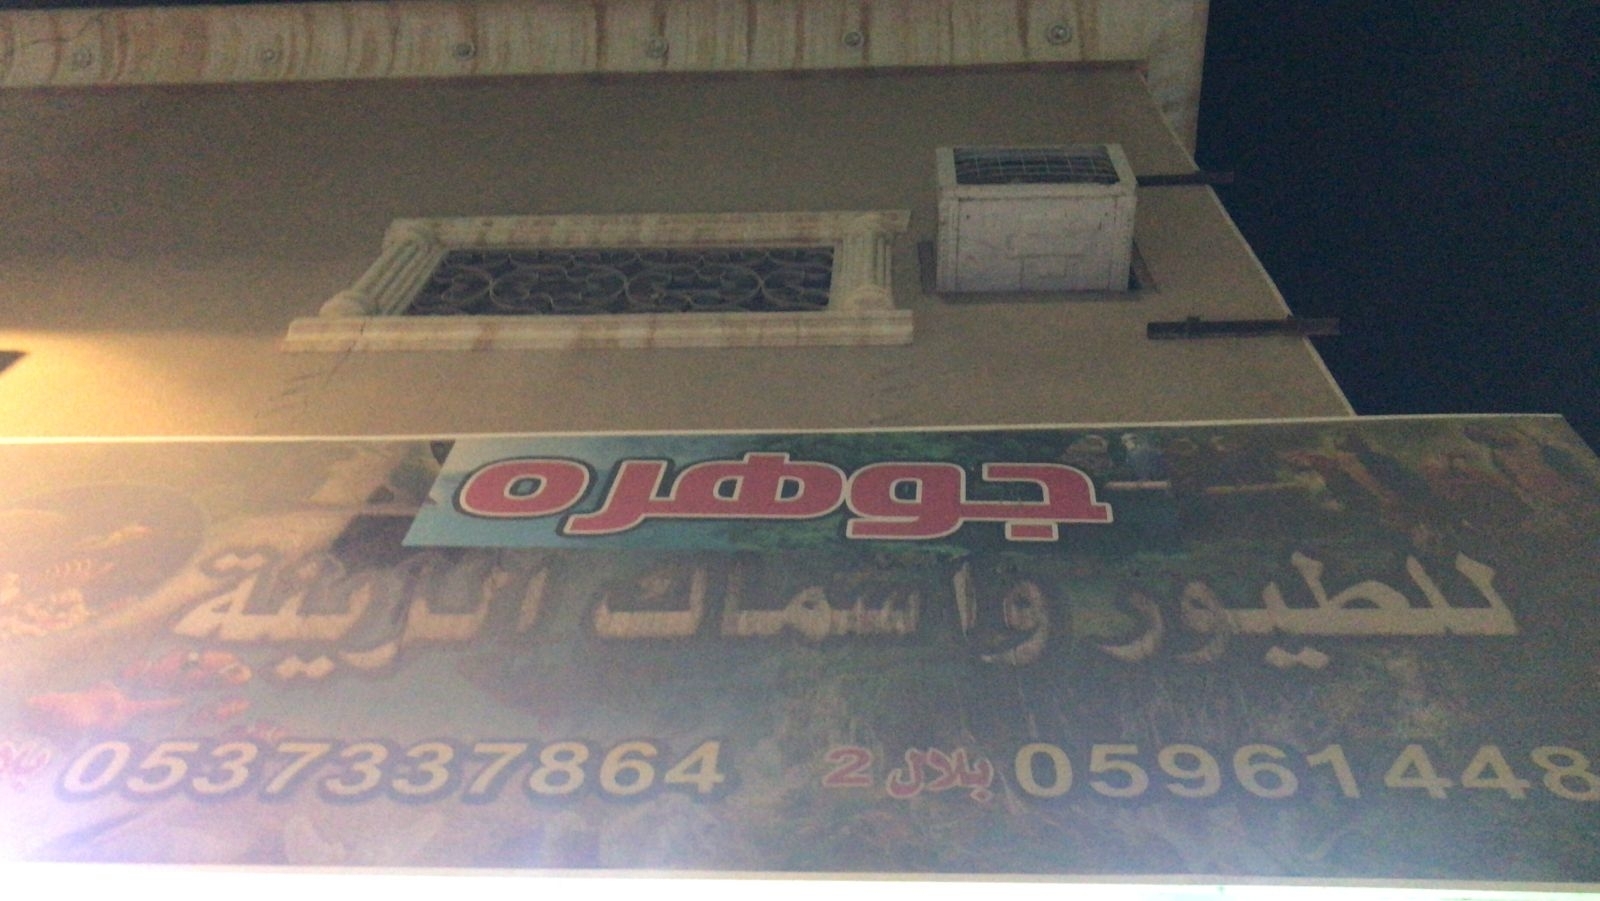 جوهره
للطيور واسماك الزينة
05961448 بلال 2 0537337864